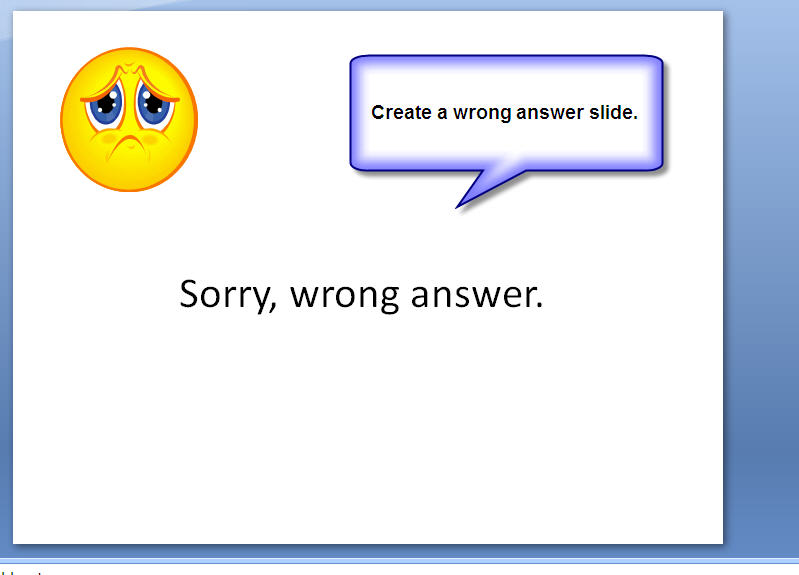 Create a wrong answer slide.
Sorry, wrong answer.